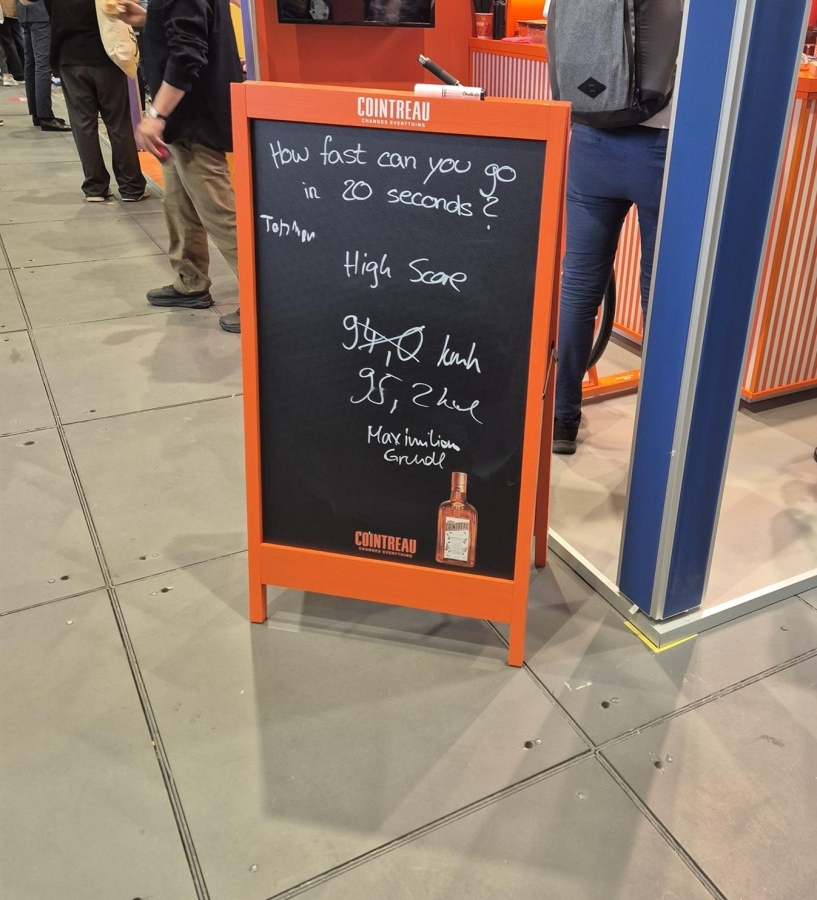 COINTREAU
CHANGES EVERYTHING
How fast can you go
in 20 seconds?
High Score
94,0 kmh
95,2 kmh
Maximilian
Grundl
COINTREAU
COINTREAU
CHANGES EVERYTHING